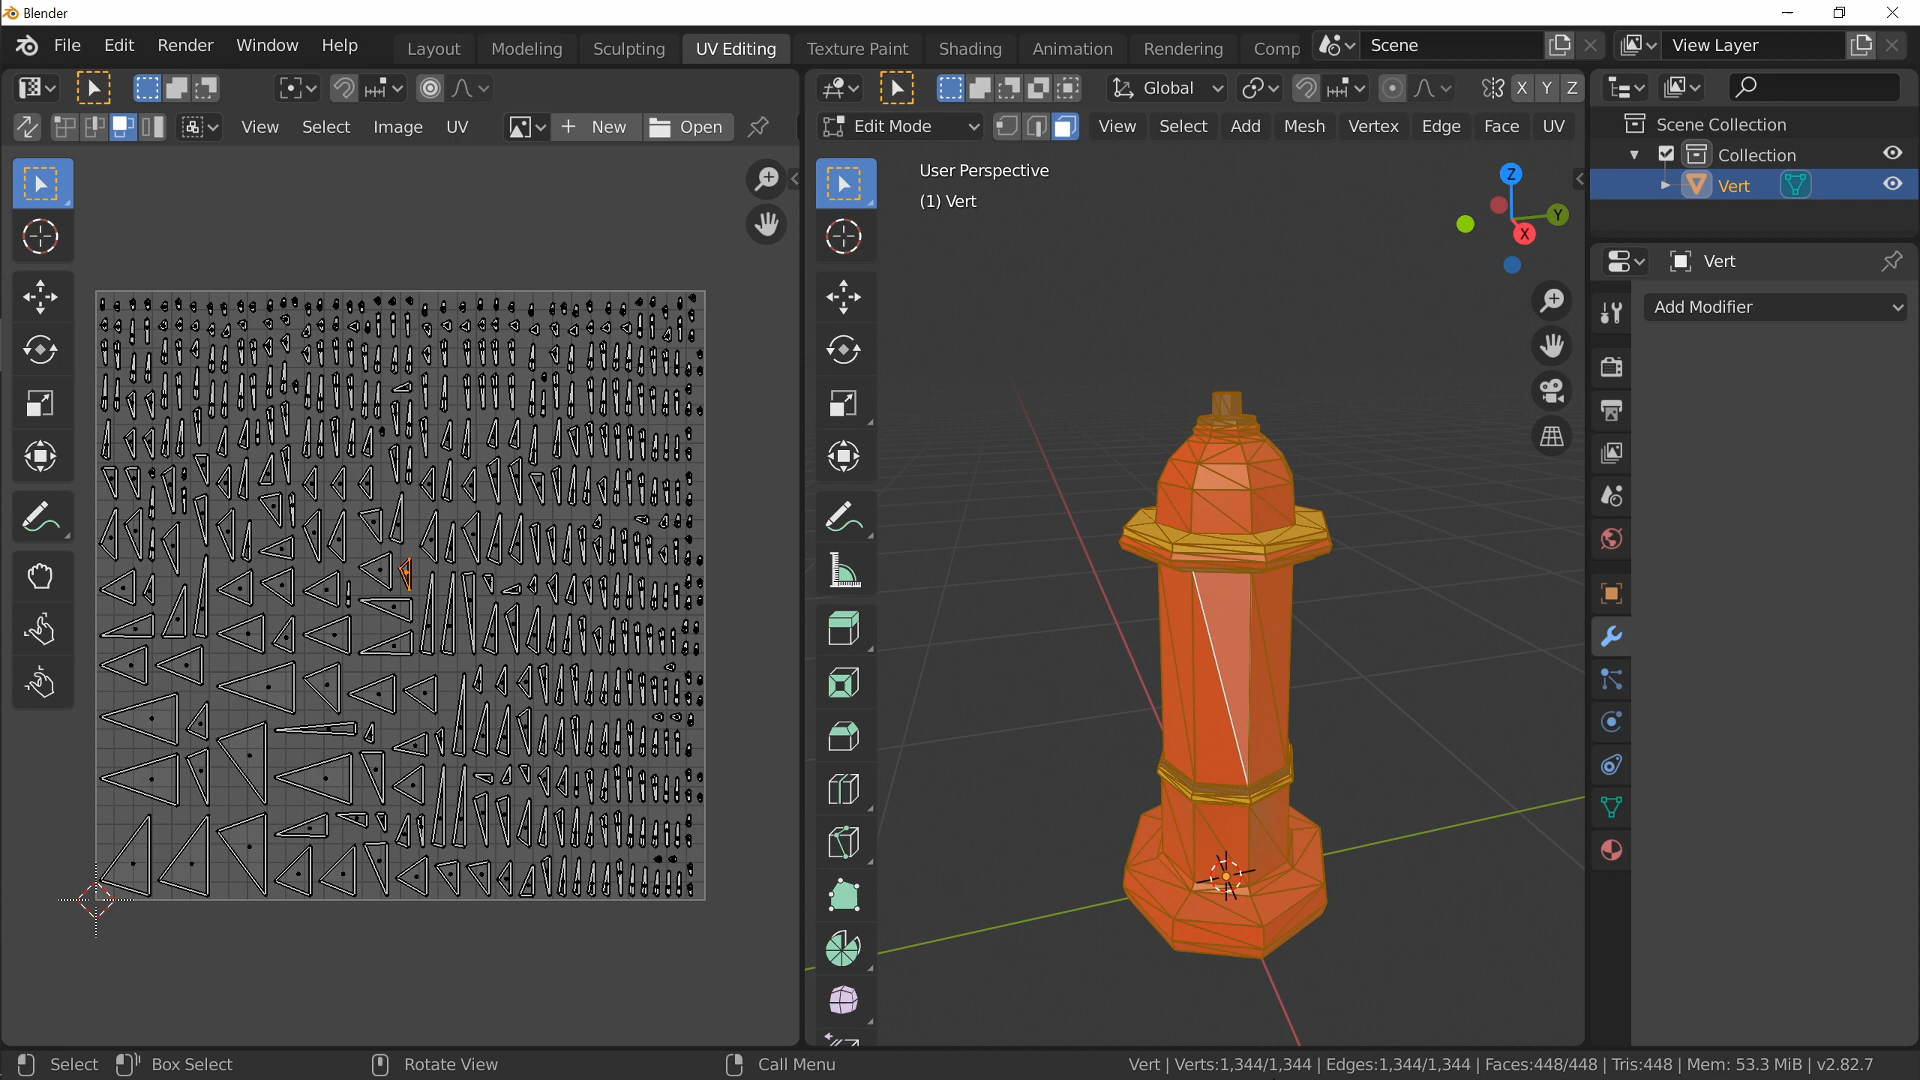 Blender
File Edit Render Window Help
Layout Modeling Sculpting UV Editing Texture Paint Shading Animation Rendering Comp
Scene
View Layer
Global
X Y Z
View Select Image UV
New
Open
Edit Mode
View Select Add Mesh Vertex Edge Face UV
User Perspective
(1) Vert
Z
Y
X
Scene Collection
Collection
Vert
Vert
Add Modifier
Select Box Select Rotate View Call Menu
Vert | Verts:1,344/1,344 | Edges:1,344/1,344 | Faces:448/448 | Tris:448 | Mem: 53.3 MiB | v2.82.7